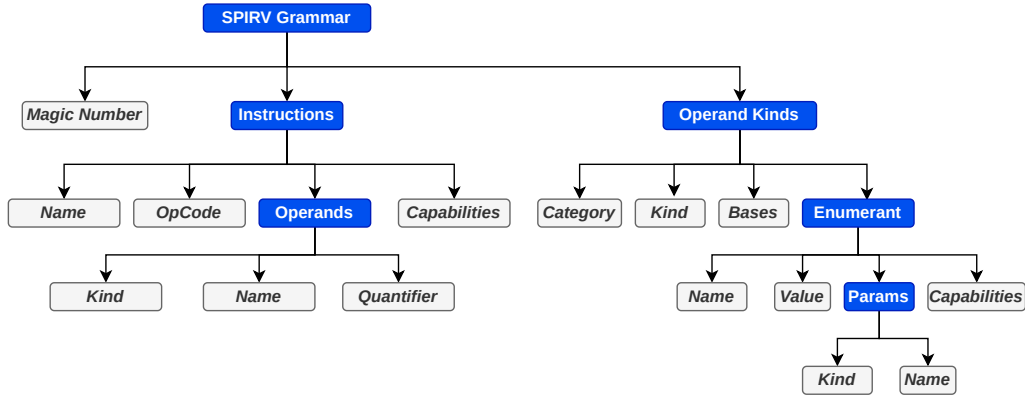 SPIRV Grammar
Magic Number
Instructions
Operand Kinds
Name
OpCode
Operands
Capabilities
Category
Kind
Bases
Enumerant
Kind
Name
Quantifier
Name
Value
Params
Capabilities
Kind
Name